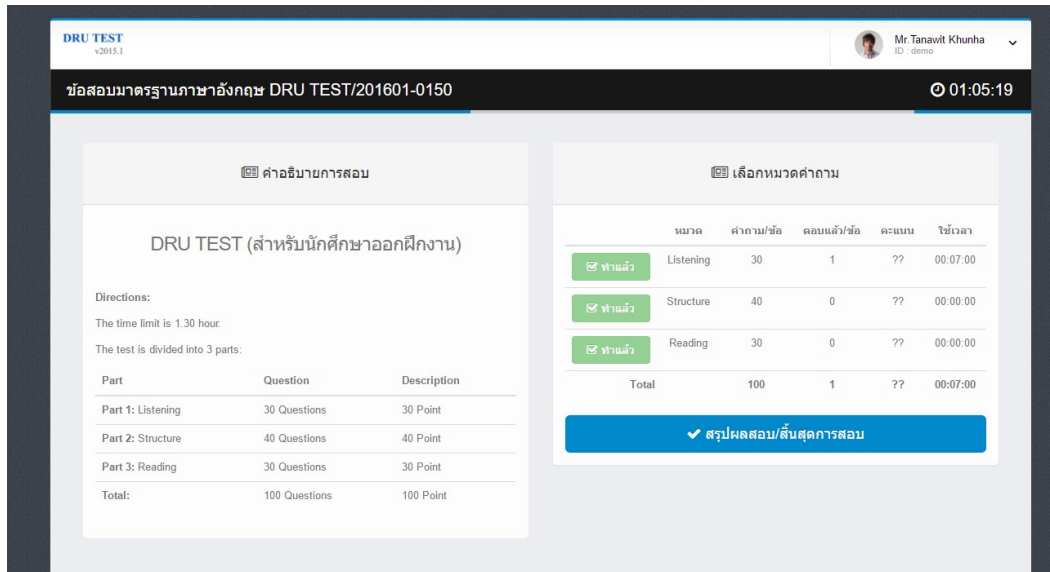 DRU TEST
v2015.1
Mr.Tanawit Khunha
ID : demo
ข้อสอบมาตรฐานภาษาอังกฤษ DRU TEST/201601-0150
01:05:19
คำอธิบายการสอบ
DRU TEST (สำหรับนักศึกษาออกฝึกงาน)
Directions:
The time limit is 1.30 hour.
The test is divided into 3 parts:
Part Question Description
Part 1: Listening 30 Questions 30 Point
Part 2: Structure 40 Questions 40 Point
Part 3: Reading 30 Questions 30 Point
Total: 100 Questions 100 Point
เลือกหมวดคำถาม
หมวด คำถาม/ข้อ ตอบแล้ว/ข้อ คะแนน ใช้เวลา
ทำแล้ว Listening 30 1 ?? 00:07:00
ทำแล้ว Structure 40 0 ?? 00:00:00
ทำแล้ว Reading 30 0 ?? 00:00:00
Total 100 1 ?? 00:07:00
สรุปผลสอบ/สิ้นสุดการสอบ